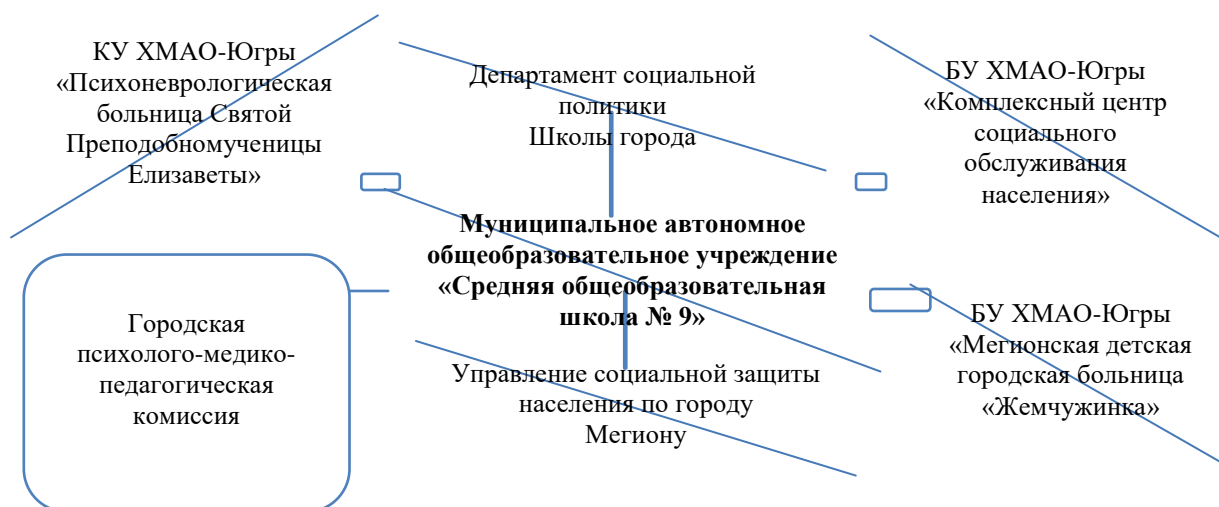 КУ ХМАО-Югры
«Психоневрологическая
больница Святой
Преподобномученицы
Елизаветы»
Департамент социальной
политики
Школы города
БУ ХМАО-Югры
«Комплексный центр
социального
обслуживания
населения»
Муниципальное автономное
общеобразовательное учреждение
«Средняя общеобразовательная
школа № 9»
Городская
психолого-медико-
педагогическая
комиссия
Управление социальной защиты
населения по городу
Мегиону
БУ ХМАО-Югры
«Мегионская детская
городская больница
«Жемчужинка»